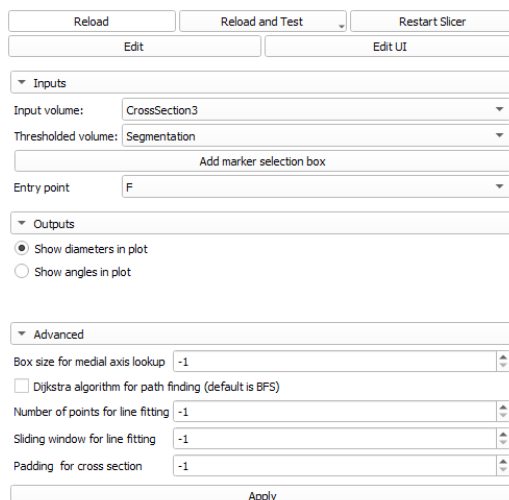 Reload Reload and Test Restart Slicer
Edit Edit UI
Inputs
Input volume: CrossSection3
Thresholded volume: Segmentation
Add marker selection box
Entry point F
Outputs
Show diameters in plot
Show angles in plot
Advanced
Box size for medial axis lookup -1
Dijkstra algorithm for path finding (default is BFS)
Number of points for line fitting -1
Sliding window for line fitting -1
Padding for cross section -1
Apply